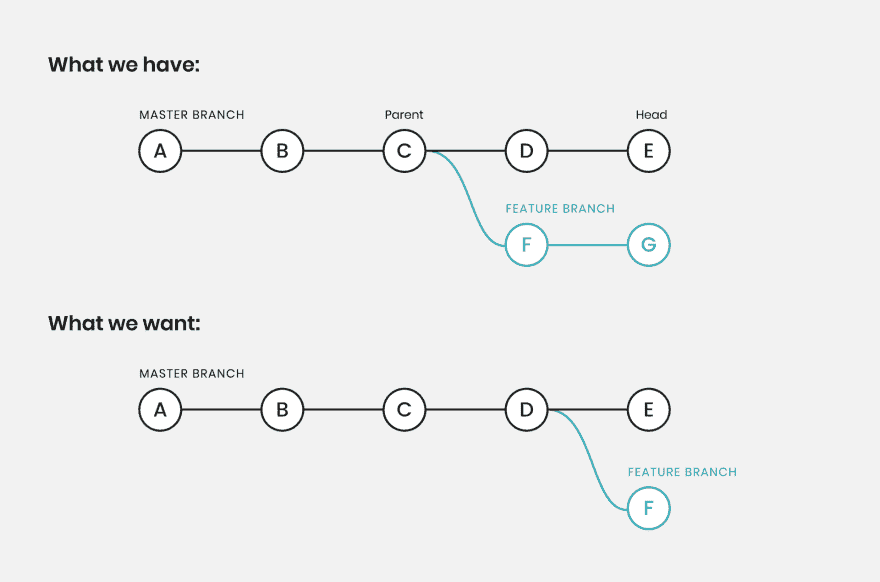 What we have:
MASTER BRANCH Parent Head
A B C D E
FEATURE BRANCH
F G
What we want:
MASTER BRANCH
A B C D E
FEATURE BRANCH
F